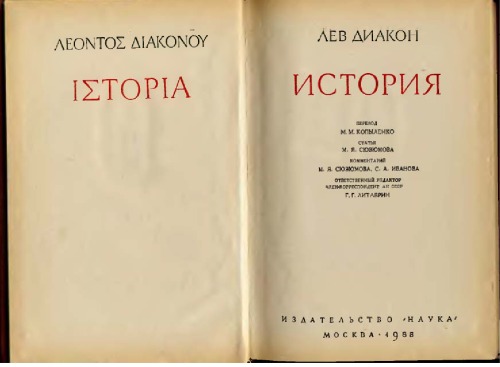 ΛΕΟΝΤΟΣ ΔΙΑΚΟΝΟΥ
ΙΣΤΟΡΙΑ
ЛЕВ ДИАКОН
ИСТОРИЯ
ПЕРЕВОД
М. М. КОПЫЛЕНКО
СТАТЬЯ
М. Я. СЮЗЮМОВА
КОММЕНТАРИЙ
М. Я. СЮЗЮМОВА, С. А. ИВАНОВА
ОТВЕТСТВЕННЫЙ РЕДАКТОР
ЧЛЕН-КОРРЕСПОНДЕНТ АН СССР
Г. Г. ЛИТАВРИН
ИЗДАТЕЛЬСТВО «НАУКА»
МОСКВА · 1988